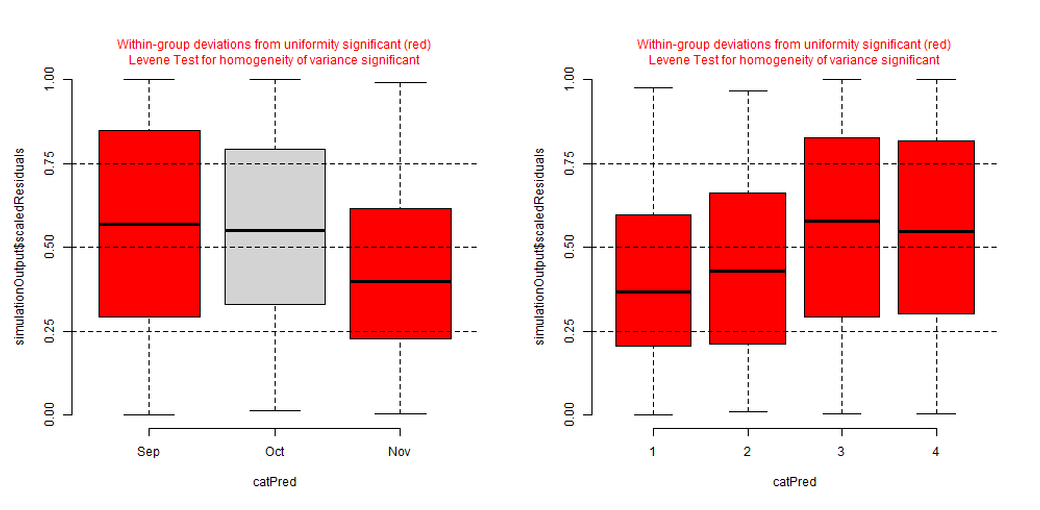 Within-group deviations from uniformity significant (red)
Levene Test for homogeneity of variance significant
simulationOutput$scaledResiduals
1.00
0.75
0.50
0.25
0.00
Sep
Oct
Nov
catPred
Within-group deviations from uniformity significant (red)
Levene Test for homogeneity of variance significant
simulationOutput$scaledResiduals
1.00
0.75
0.50
0.25
0.00
1
2
3
4
catPred